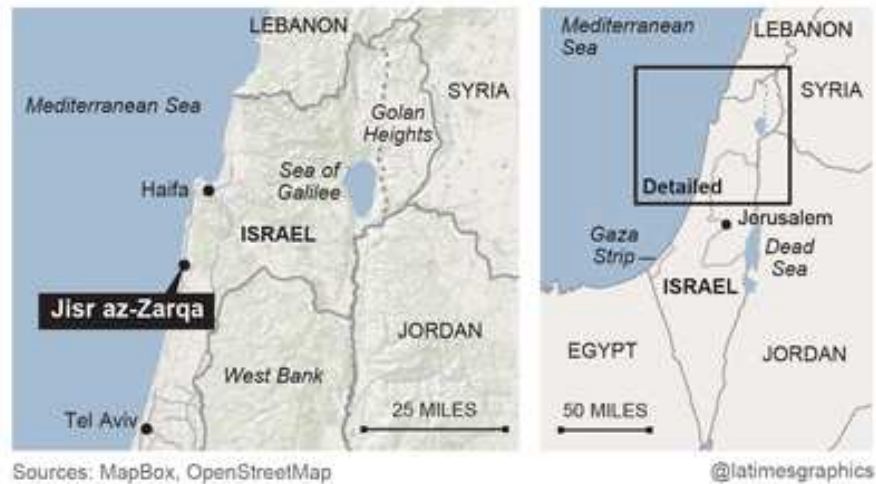 LEBANON
Mediterranean Sea
SYRIA
Golan
Heights
Sea of
Galilee
Haifa
ISRAEL
Jisr az-Zarqa
JORDAN
West Bank
25 MILES
Tel Aviv
Mediterranean
Sea
LEBANON
SYRIA
Detailed
Jerusalem
Gaza
Strip
Dead
Sea
ISRAEL
EGYPT
JORDAN
50 MILES
Sources: MapBox, OpenStreetMap
@latimesgraphics